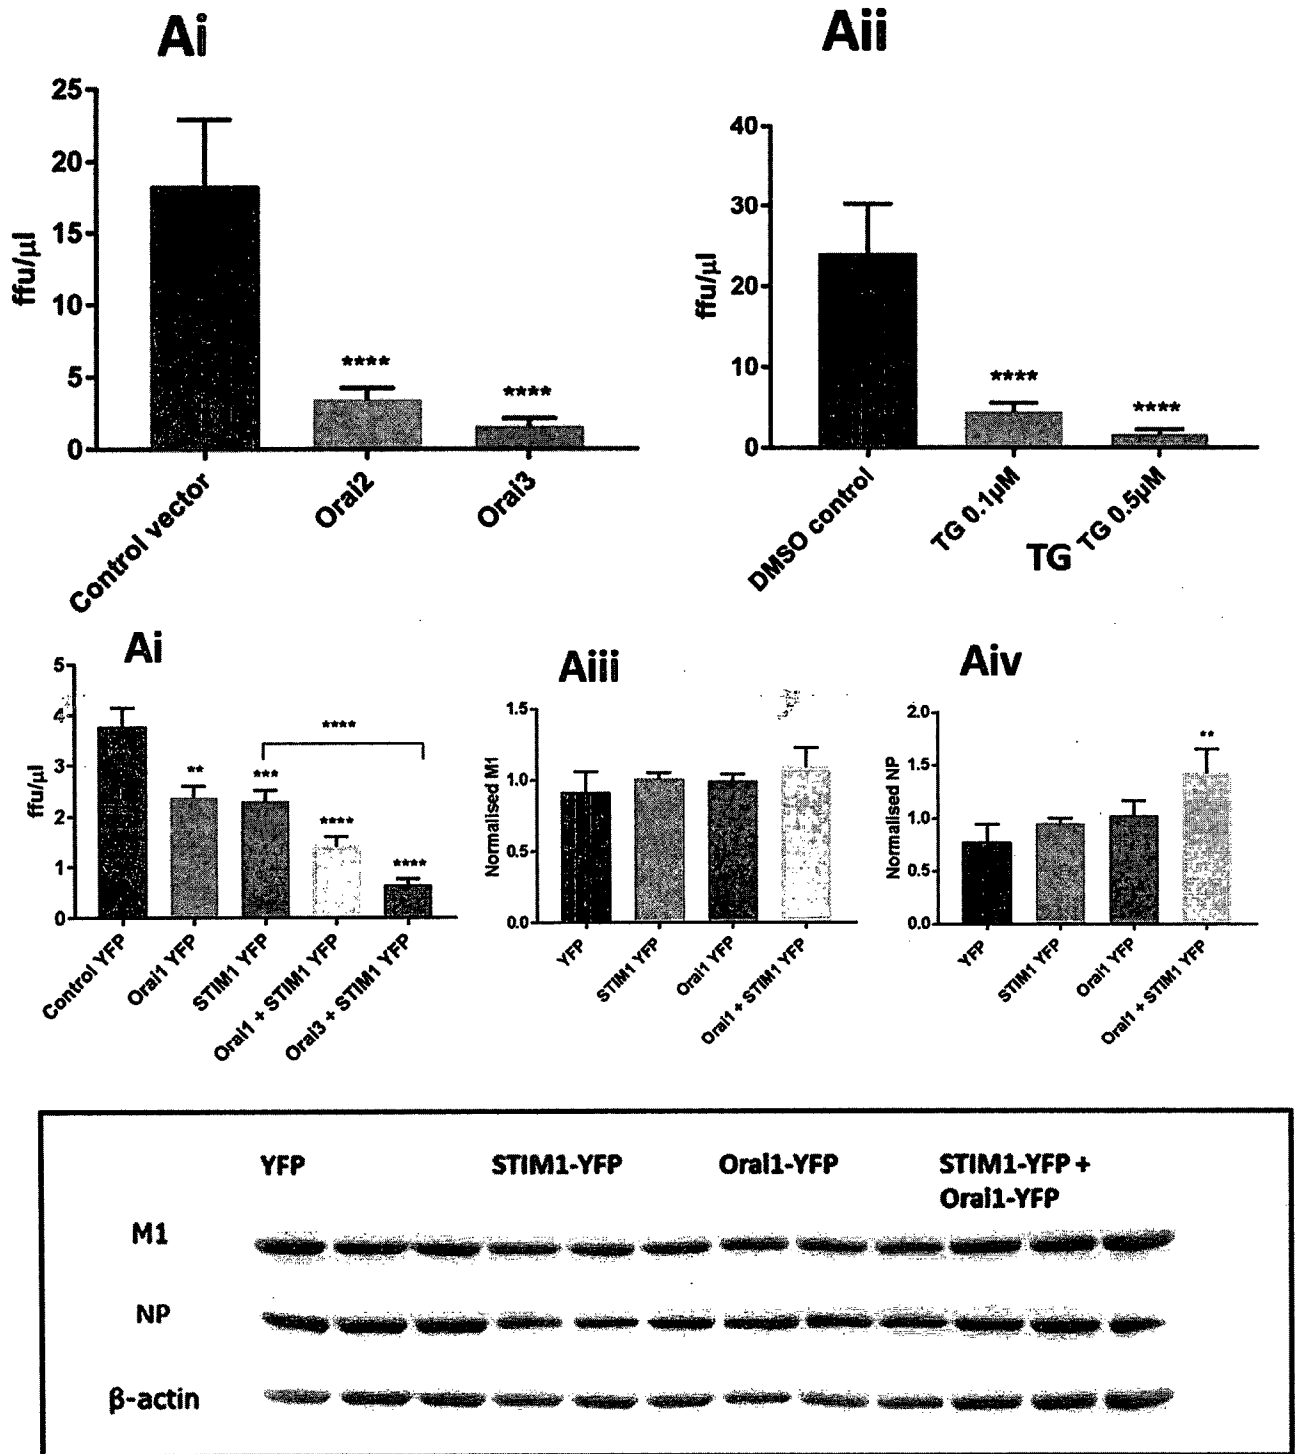 Ai
25
20
15
10
5
0
ffu/µl
****
****
Control vector
Orai2
Orai3
Aii
40
30
20
10
0
ffu/µl
****
****
DMSO control
TG 0.1µM
TG 0.5µM
TG
Ai
5
4
3
2
1
0
ffu/µl
**
***
****
****
****
Control YFP
Orai1 YFP
STIM1 YFP
Orai1 + STIM1 YFP
Orai3 + STIM1 YFP
Aiii
1.5
1.0
0.5
0.0
Normalised M1
YFP
STIM1 YFP
Orai1 YFP
Orai1 + STIM1 YFP
Aiv
2.0
1.5
1.0
0.5
0.0
Normalised NP
**
YFP
STIM1 YFP
Orai1 YFP
Orai1 + STIM1 YFP
YFP STIM1-YFP Orai1-YFP STIM1-YFP +
Orai1-YFP
M1
NP
β-actin